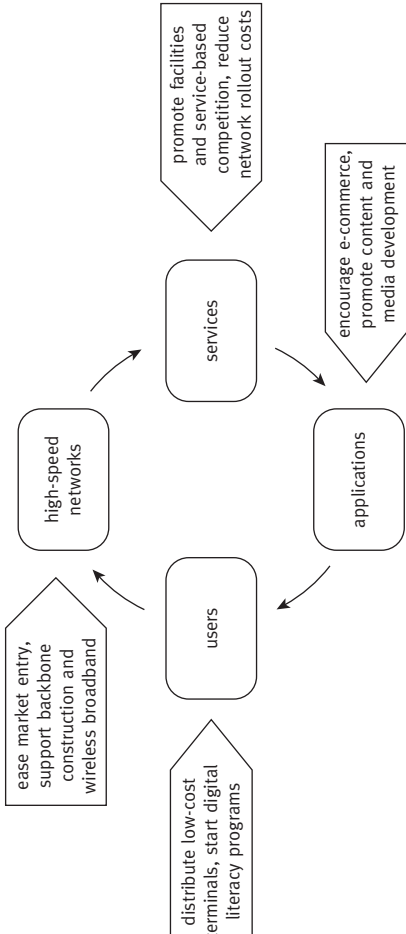 ease market entry,
support backbone
construction and
wireless broadband
high-speed
networks
distribute low-cost
erminals, start digital
literacy programs
users
services
promote facilities
and service-based
competition, reduce
network rollout costs
applications
encourage e-commerce,
promote content and
media development